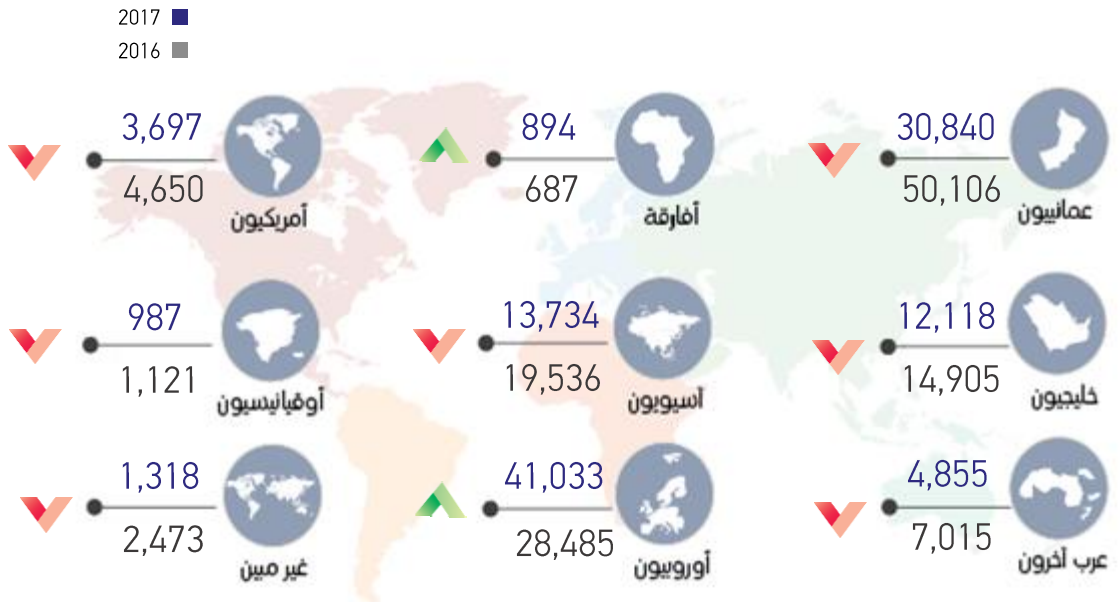 2017
2016
30,840
50,106
عمانييون
894
687
أفارقة
3,697
4,650
أمريكيون
12,118
14,905
خليجيون
13,734
19,536
آسيويون
987
1,121
أوقيانيسيون
4,855
7,015
عرب آخرون
41,033
28,485
أوروبيون
1,318
2,473
غير مبين